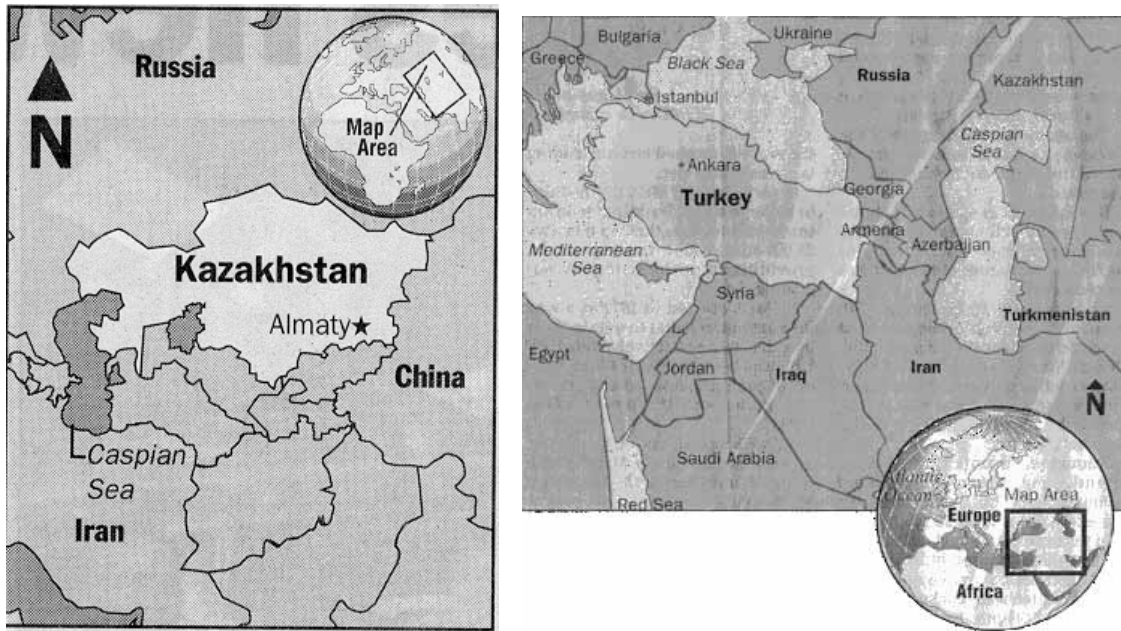 Russia
N
Map
Area
Kazakhstan
Almaty
China
Caspian
Sea
Iran
Bulgaria
Ukraine
Greece
Black Sea
Russia
Kazakhstan
Istanbul
Caspian
Sea
Ankara
Georgia
Turkey
Armenia
Azerbaijan
Mediterranean
Sea
Syria
Turkmenistan
Egypt
Jordan
Iraq
Iran
N
Saudi Arabia
Red Sea
Atlantic
Ocean
Map Area
Europe
Africa